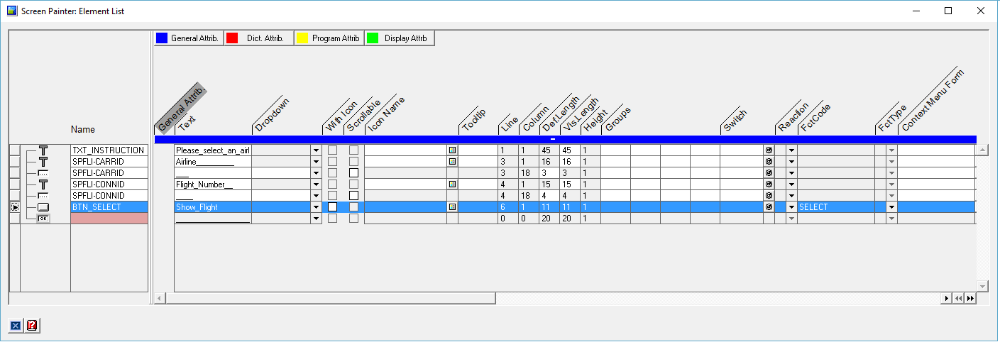 Screen Painter: Element List
General Attrib. Dict. Attrib. Program Attrib Display Attrb
Name General Attrib. Text Dropdown With Icon Scrollable Icon Name Tooltip Line Column Def.Length Vis.Length Height Groups Switch Reaction FctCode FctType Context Menu Form
TXT_INSTRUCTION Please_select_an_airl 1 1 45 45 1
SPFLI-CARRID Airline_________ 3 1 16 16 1
SPFLI-CARRID ___ 3 18 3 3 1
SPFLI-CONNID Flight_Number__ 4 1 15 15 1
SPFLI-CONNID ____ 4 18 4 4 1
BTN_SELECT Show_Flight 6 1 11 11 1 SELECT
OK ____________________ 0 0 20 20 1